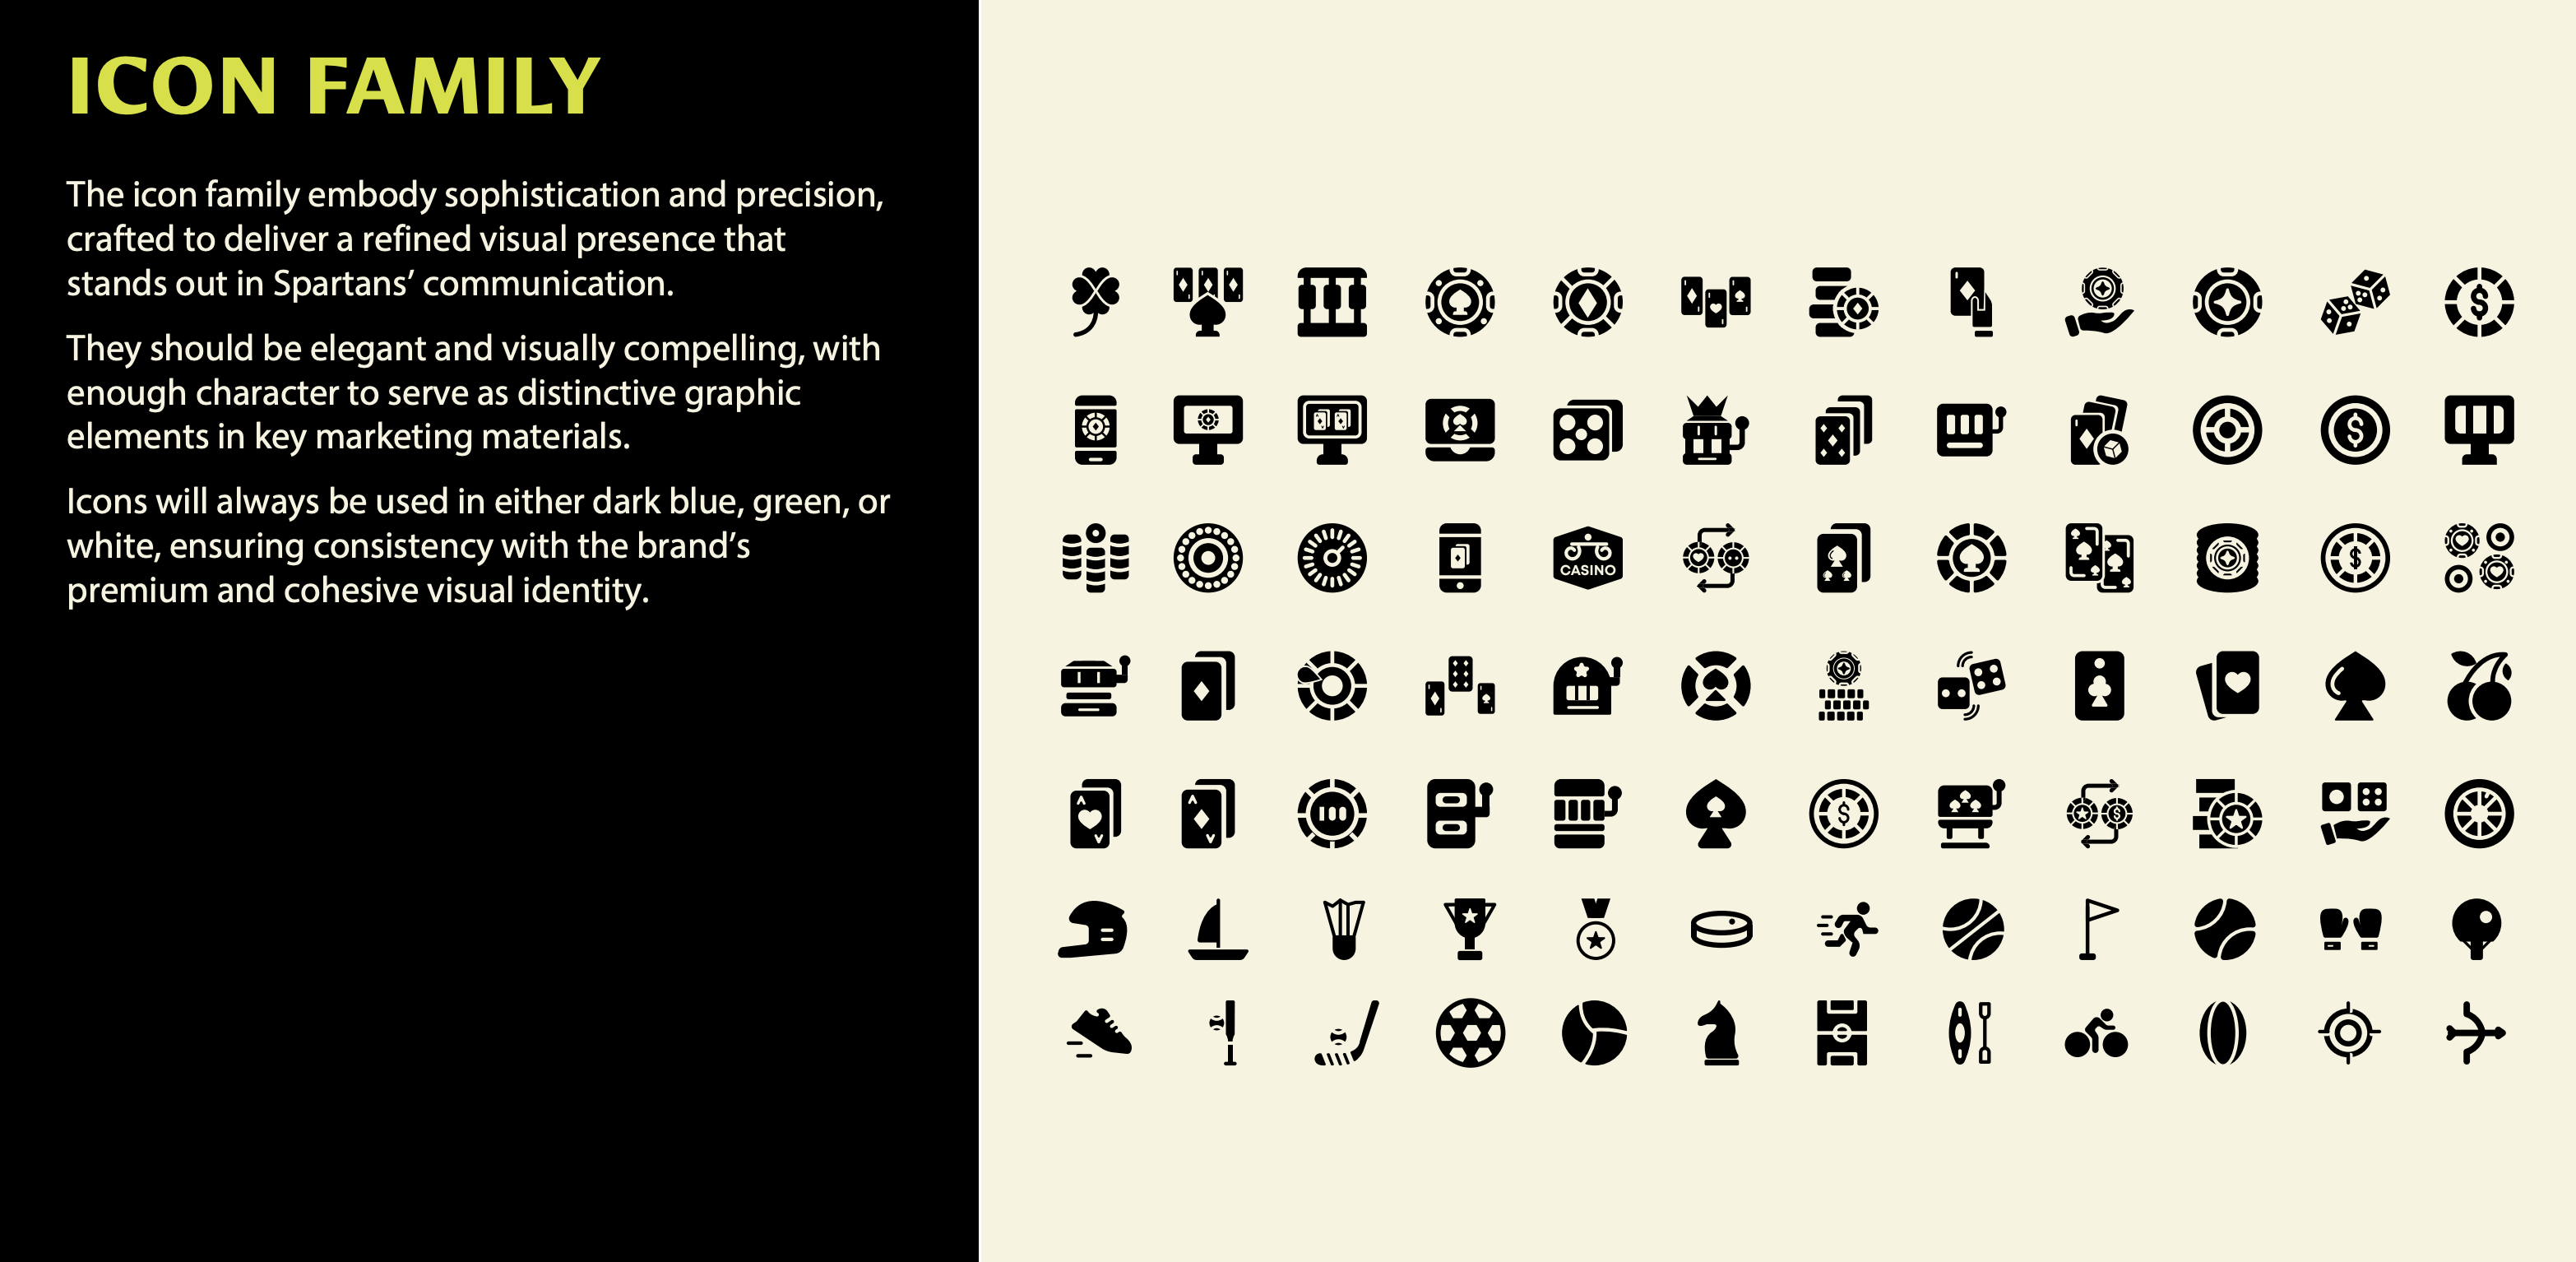 ICON FAMILY
The icon family embody sophistication and precision,
crafted to deliver a refined visual presence that
stands out in Spartans’ communication.
They should be elegant and visually compelling, with
enough character to serve as distinctive graphic
elements in key marketing materials.
Icons will always be used in either dark blue, green, or
white, ensuring consistency with the brand’s
premium and cohesive visual identity.
$
$
CASINO
$
A
A
A
A
100
$
$